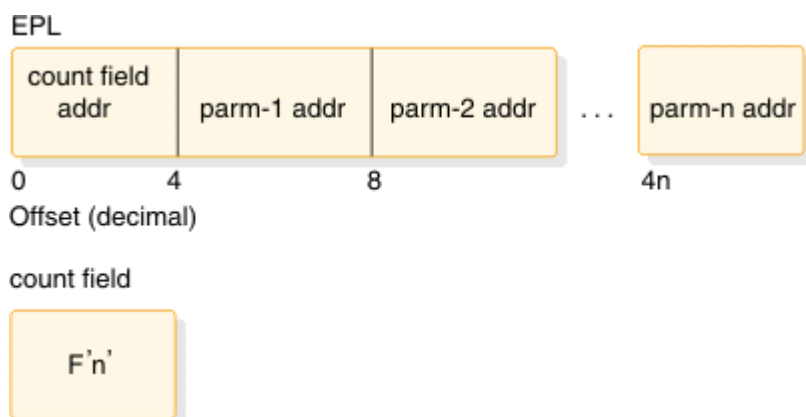 EPL
count field
addr
parm-1 addr
parm-2 addr
. . .
parm-n addr
0
4
8
4n
Offset (decimal)
count field
F'n'